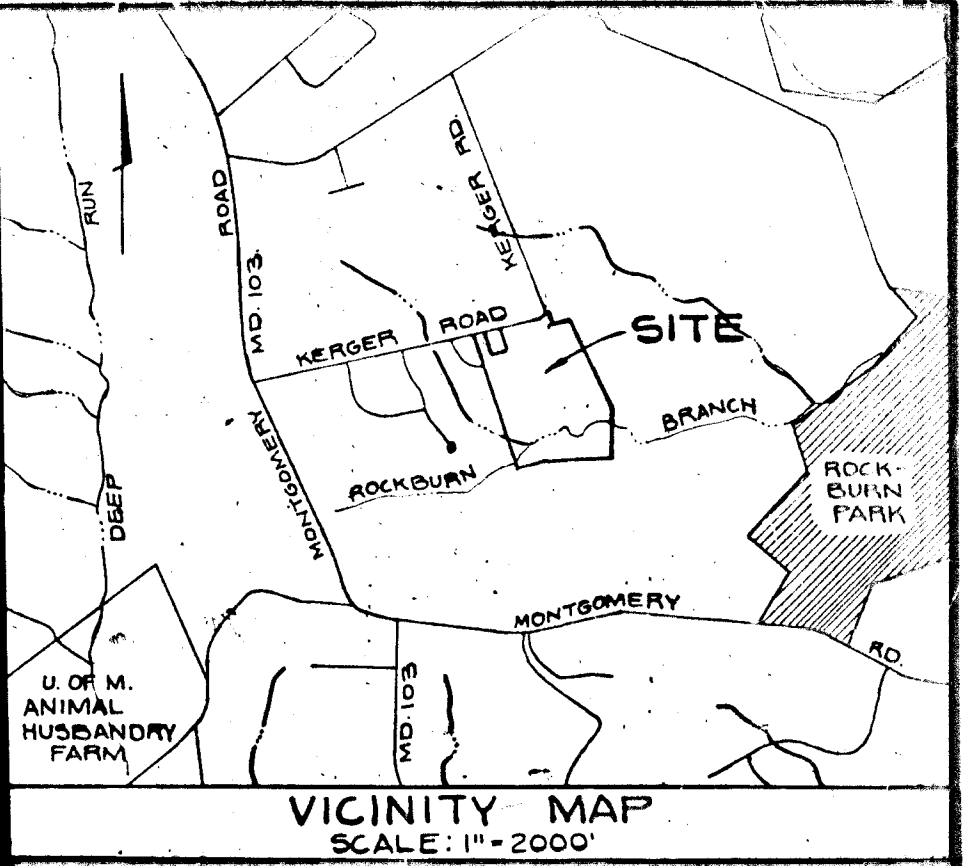 RUN
ROAD
KERGER RD.
MD. 103
KERGER ROAD
SITE
MONTGOMERY
BRANCH
ROCKBURN
ROCK-
BURN
PARK
DEEP
MONTGOMERY
RD.
U. OF M.
ANIMAL
HUSBANDRY
FARM
MD. 103
VICINITY MAP
SCALE: 1" = 2000'